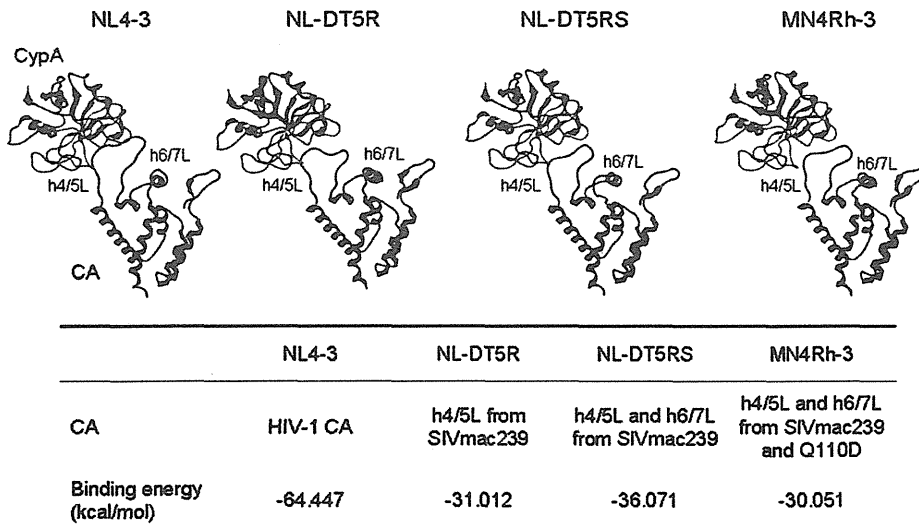 NL4-3 NL-DT5R NL-DT5RS MN4Rh-3
CypA
h6/7L h6/7L h6/7L h6/7L
h4/5L h4/5L h4/5L h4/5L
CA
NL4-3 NL-DT5R NL-DT5RS MN4Rh-3
CA HIV-1 CA h4/5L from SIVmac239 h4/5L and h6/7L from SIVmac239 h4/5L and h6/7L from SIVmac239 and Q110D
Binding energy (kcal/mol) -64.447 -31.012 -36.071 -30.051